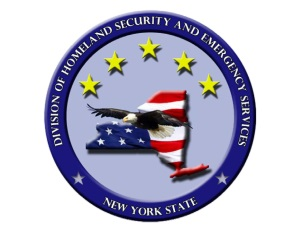 DIVISION OF HOMELAND SECURITY AND EMERGENCY SERVICES
NEW YORK STATE